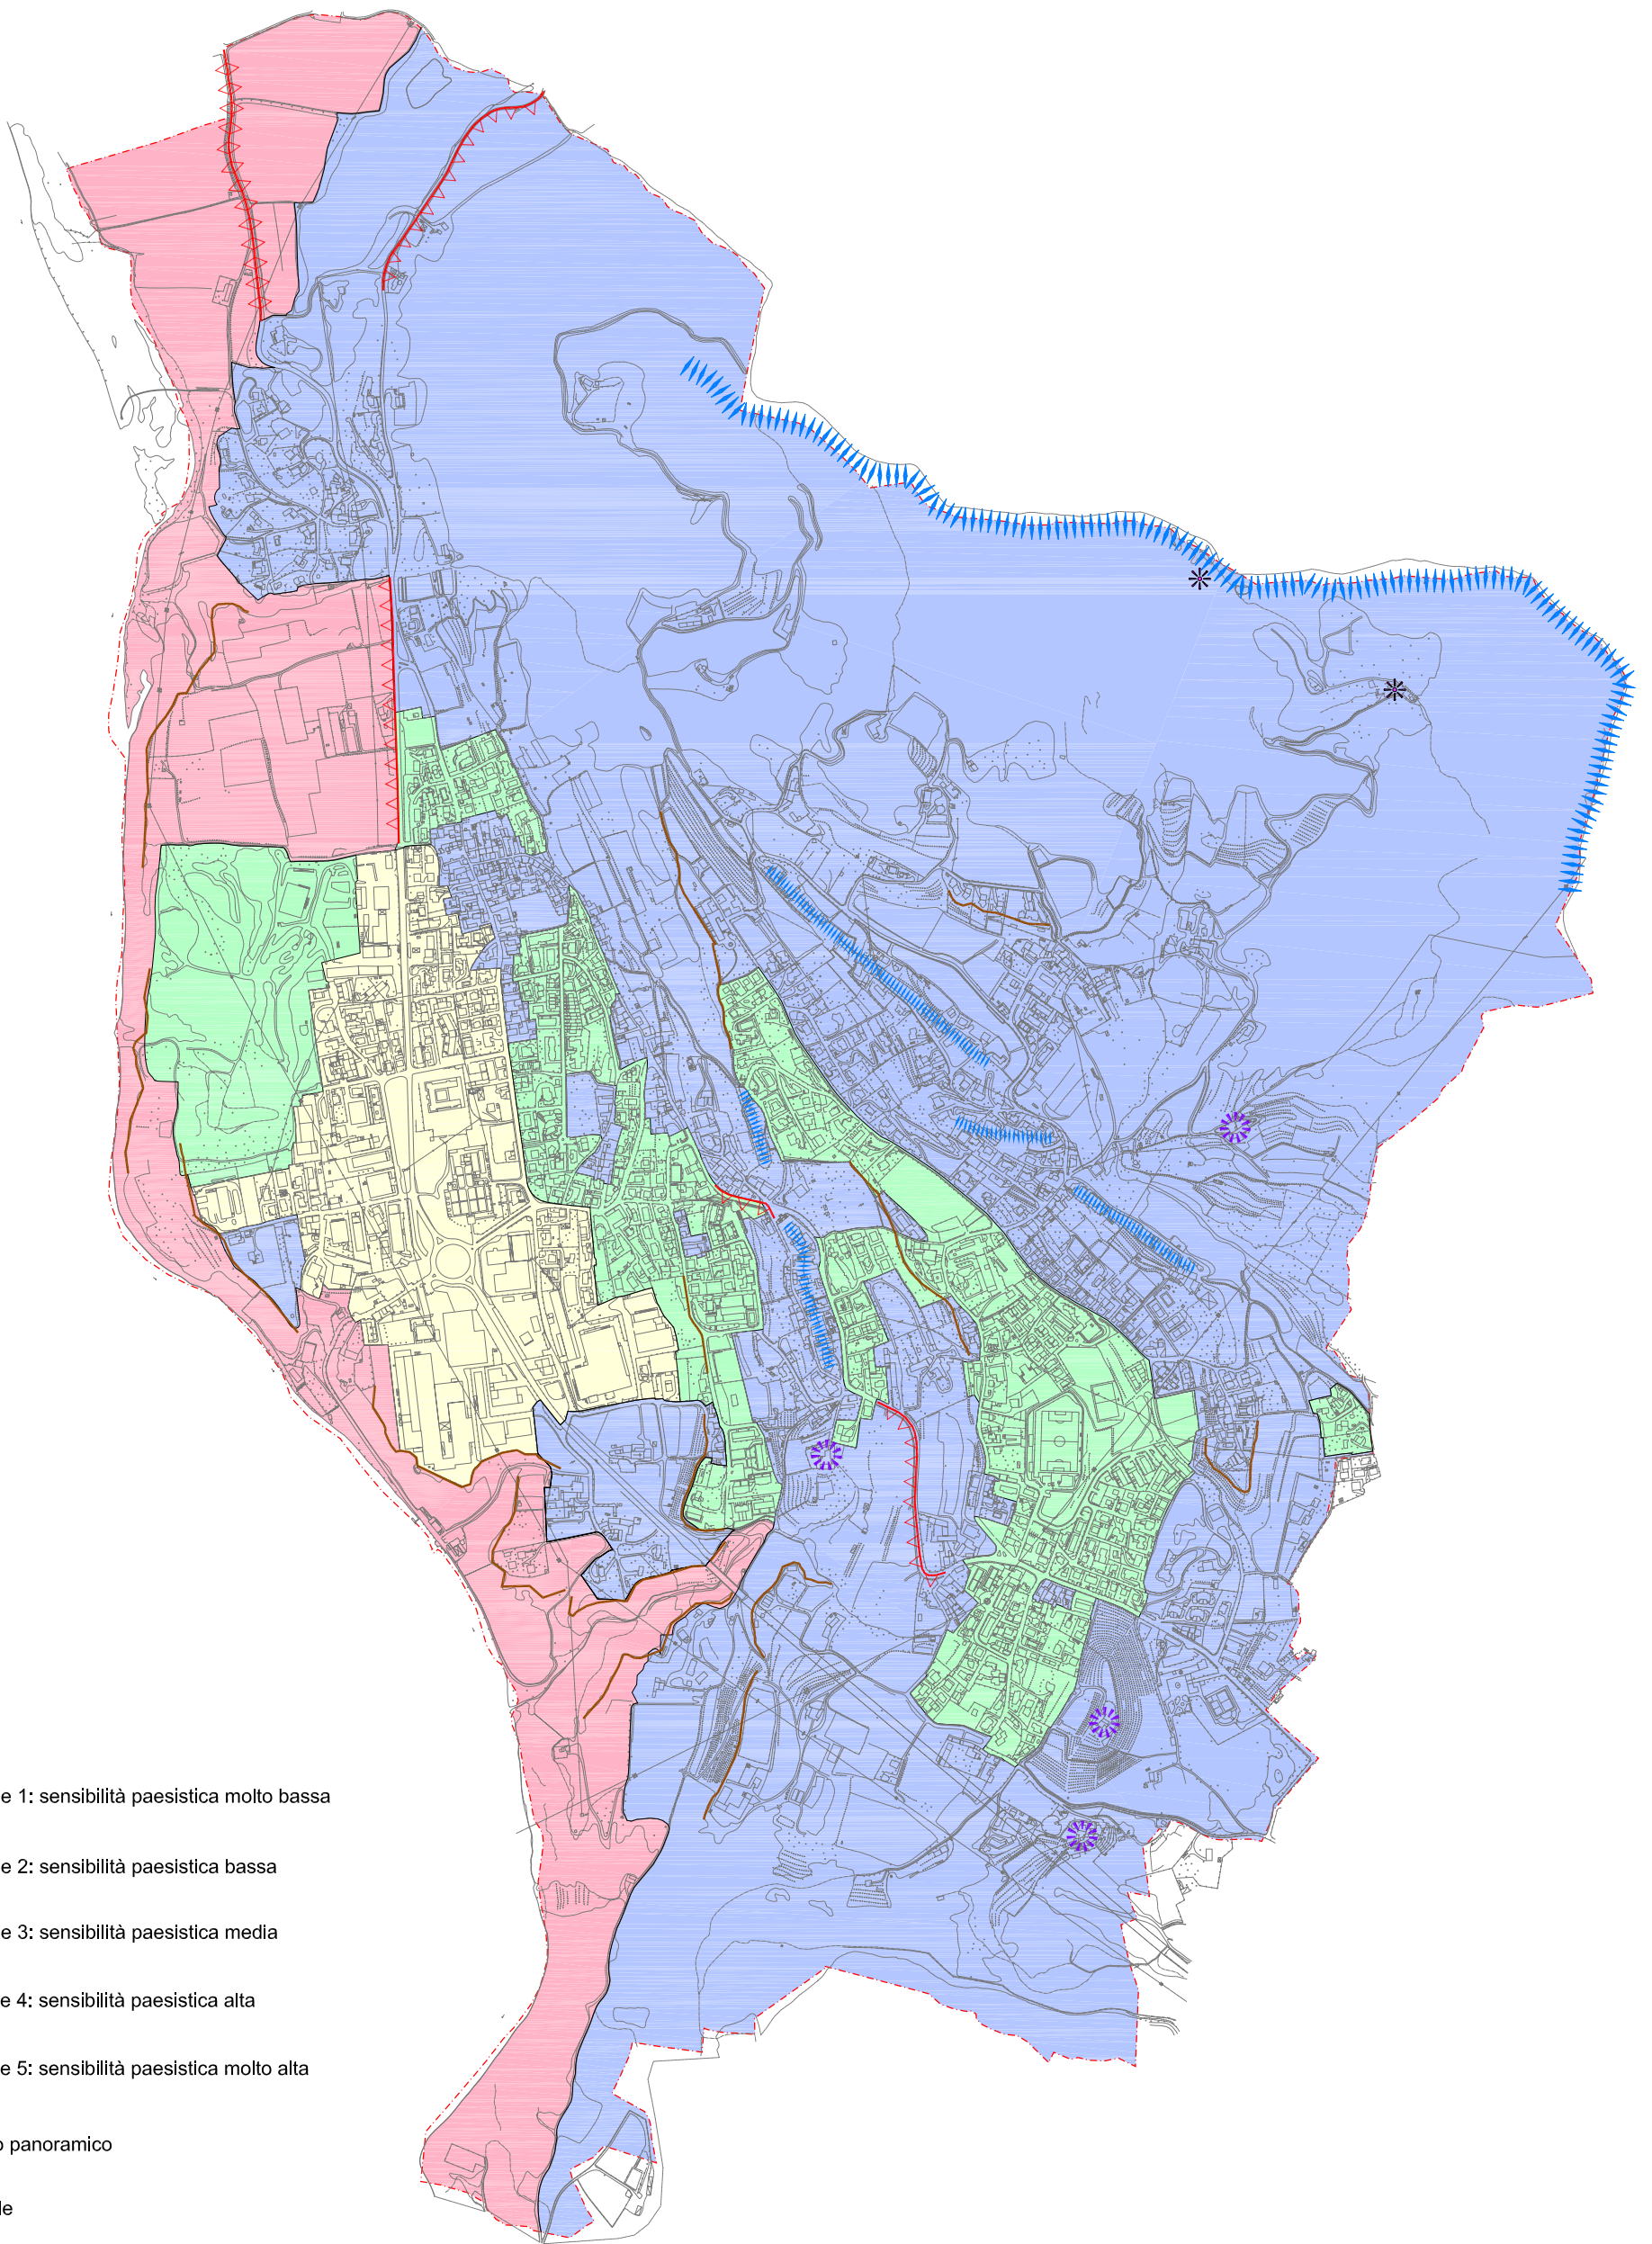 e 1: sensibilità paesistica molto bassa
e 2: sensibilità paesistica bassa
e 3: sensibilità paesistica media
e 4: sensibilità paesistica alta
e 5: sensibilità paesistica molto alta
o panoramico
le